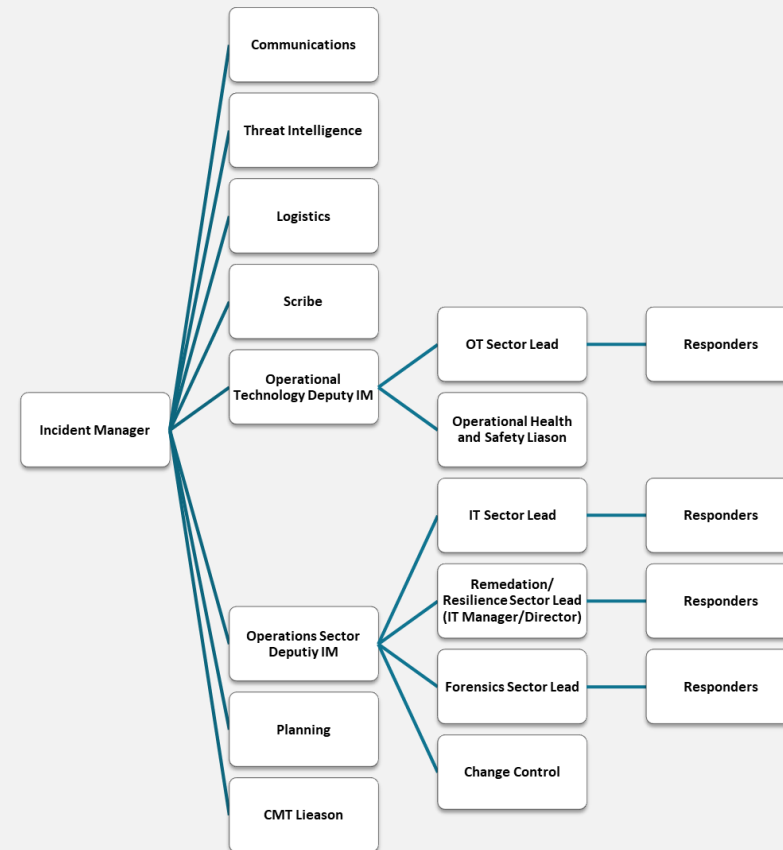 Communications
Threat Intelligence
Logistics
Scribe
Operational
Technology Deputy IM
OT Sector Lead
Responders
Operational Health
and Safety Liason
Incident Manager
IT Sector Lead
Responders
Remedation/
Resilience Sector Lead
(IT Manager/Director)
Responders
Operations Sector
Deputiy IM
Forensics Sector Lead
Responders
Change Control
Planning
CMT Lieason